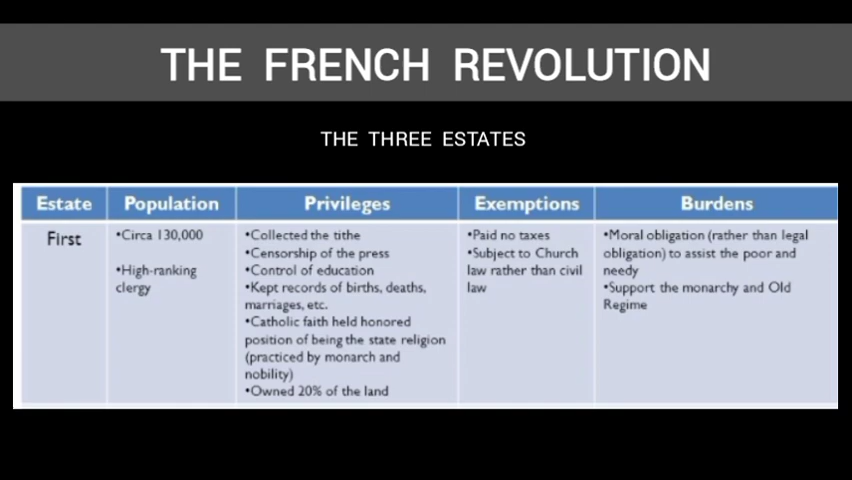 THE FRENCH REVOLUTION
THE THREE ESTATES
Estate Population Privileges Exemptions Burdens
First
•Circa 130,000
•High-ranking
clergy
•Collected the tithe
•Censorship of the press
•Control of education
•Kept records of births, deaths,
marriages, etc.
•Catholic faith held honored
position of being the state religion
(practiced by monarch and
nobility)
•Owned 20% of the land
•Paid no taxes
•Subject to Church
law rather than civil
law
•Moral obligation (rather than legal
obligation) to assist the poor and
needy
•Support the monarchy and Old
Regime